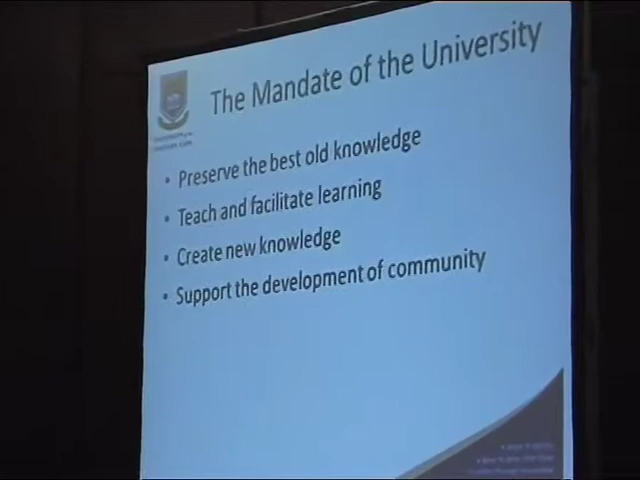 The Mandate of the University
• Preserve the best old knowledge
• Teach and facilitate learning
• Create new knowledge
• Support the development of community